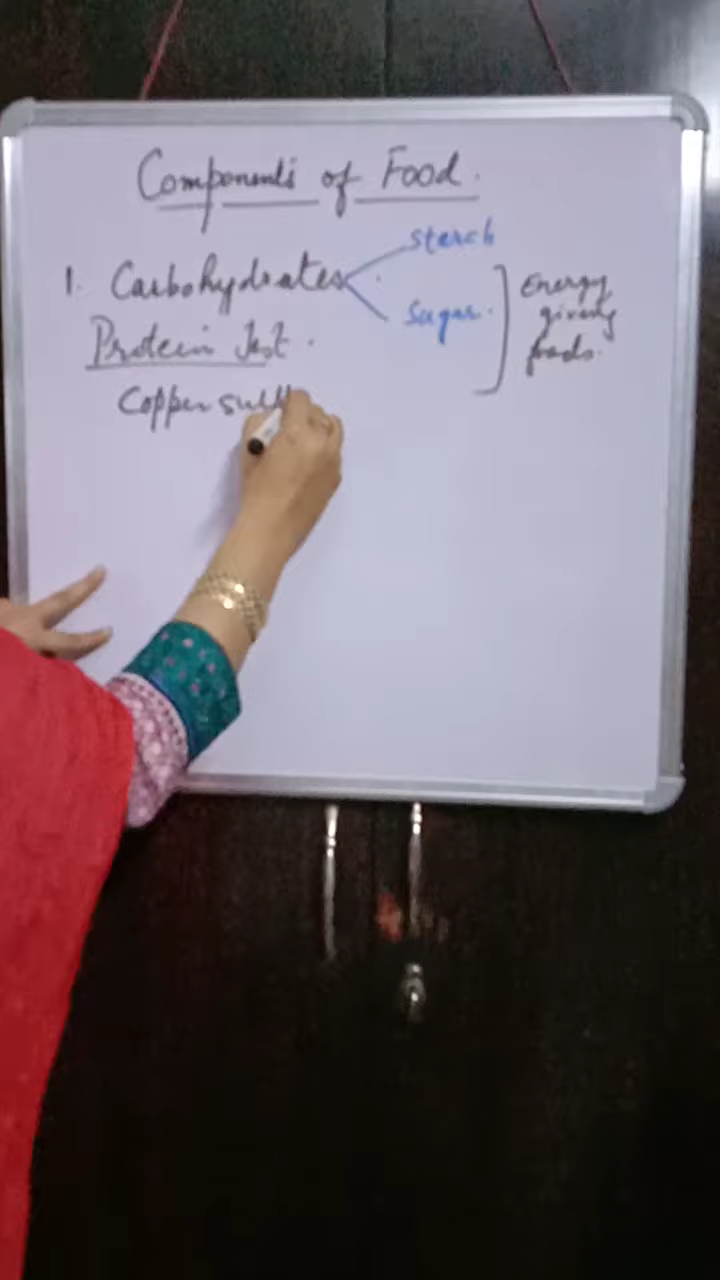 Components of Food.
1. Carbohydrates
starch
sugar.
Energy
giving
foods.
Protein Test.
Copper sul